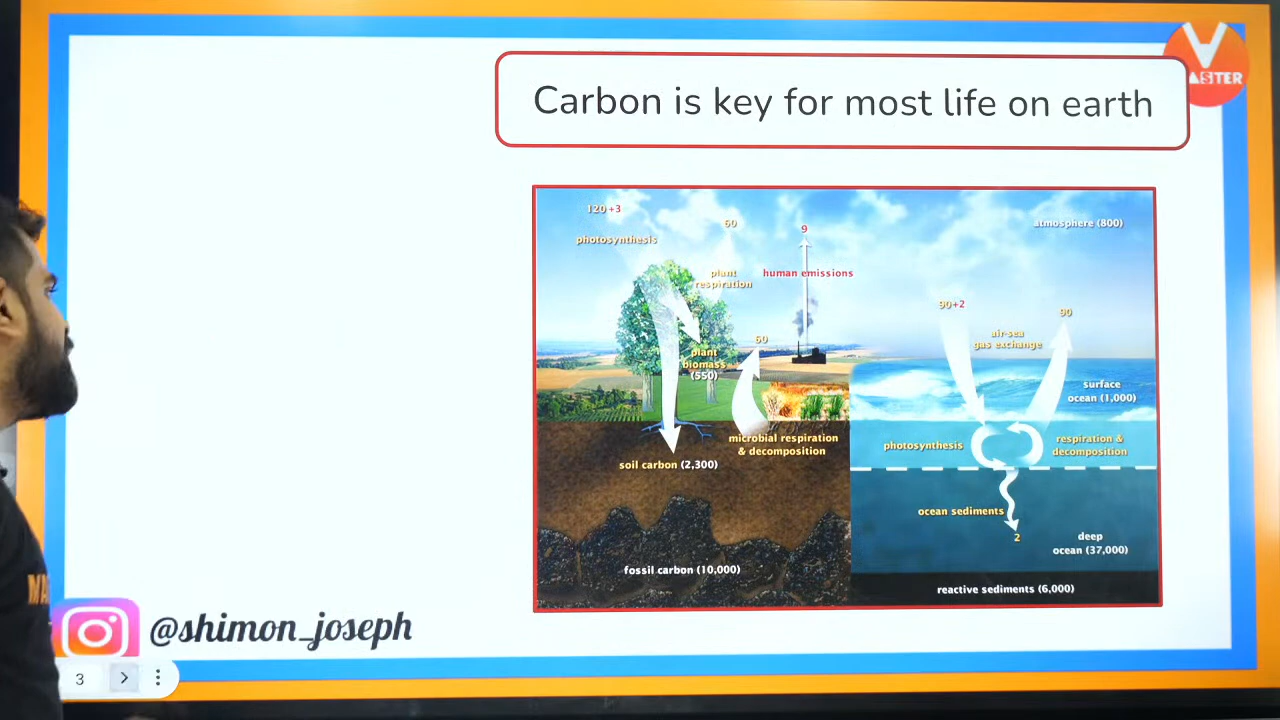 Carbon is key for most life on earth
V
MASTER
120+3
photosynthesis
60
plant
respiration
9
human emissions
atmosphere (800)
90+2
90
air-sea
gas exchange
60
plant
biomass
(550)
surface
ocean (1,000)
microbial respiration
& decomposition
photosynthesis
respiration &
decomposition
soil carbon (2,300)
ocean sediments
2
deep
ocean (37,000)
fossil carbon (10,000)
reactive sediments (6,000)
MA
@shimon_joseph
3